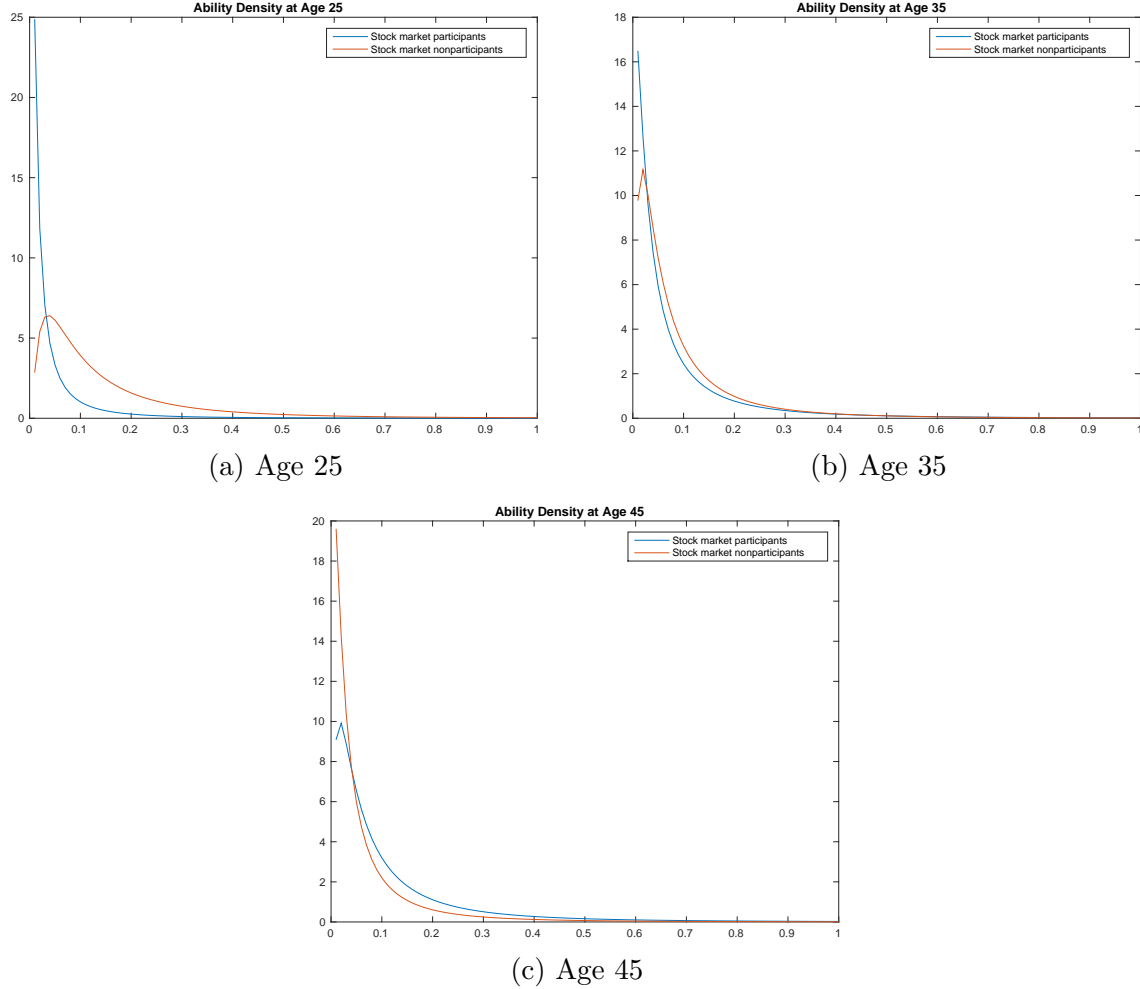 Ability Density at Age 25
Stock market participants
Stock market nonparticipants
25
20
15
10
5
0
0 0.1 0.2 0.3 0.4 0.5 0.6 0.7 0.8 0.9 1
(a) Age 25
Ability Density at Age 35
Stock market participants
Stock market nonparticipants
18
16
14
12
10
8
6
4
2
0
0 0.1 0.2 0.3 0.4 0.5 0.6 0.7 0.8 0.9 1
(b) Age 35
Ability Density at Age 45
Stock market participants
Stock market nonparticipants
20
18
16
14
12
10
8
6
4
2
0
0 0.1 0.2 0.3 0.4 0.5 0.6 0.7 0.8 0.9 1
(c) Age 45